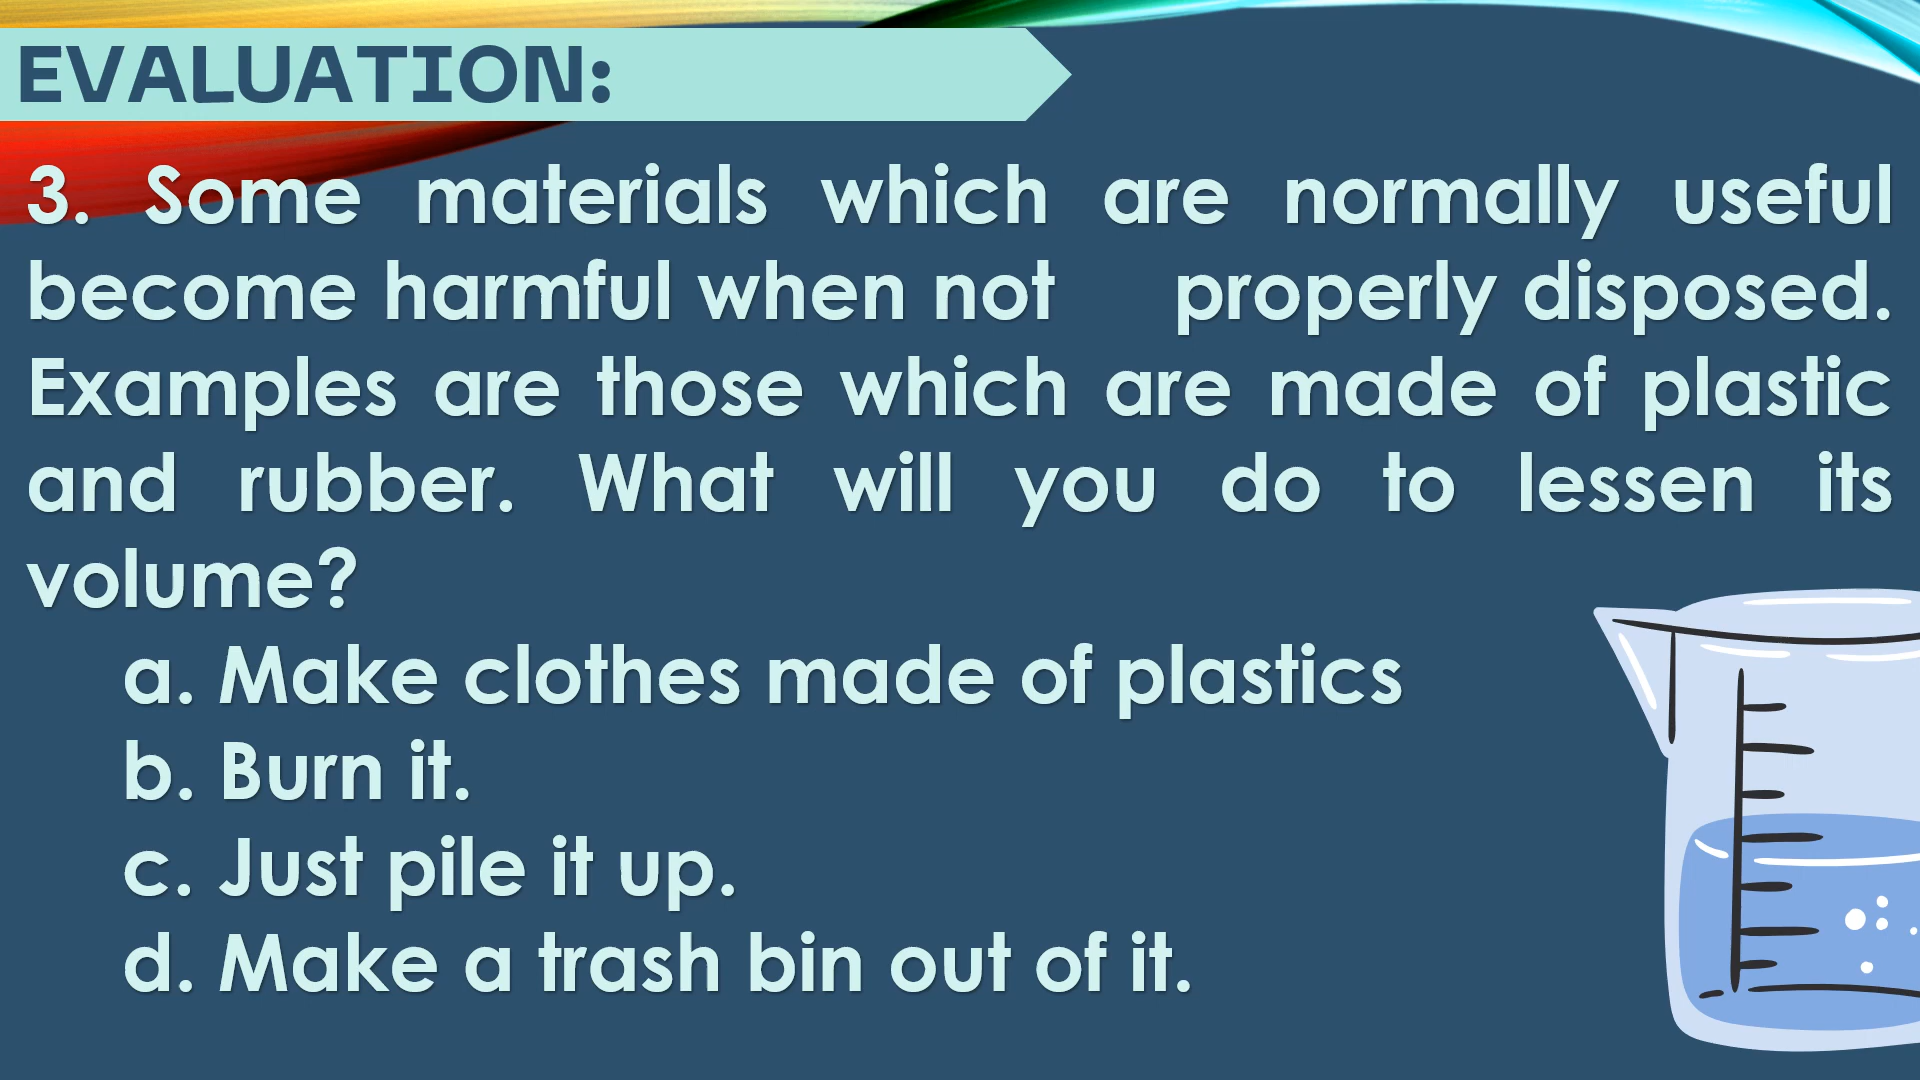 EVALUATION:
3. Some materials which are normally useful
become harmful when not properly disposed.
Examples are those which are made of plastic
and rubber. What will you do to lessen its
volume?
a. Make clothes made of plastics
b. Burn it.
c. Just pile it up.
d. Make a trash bin out of it.